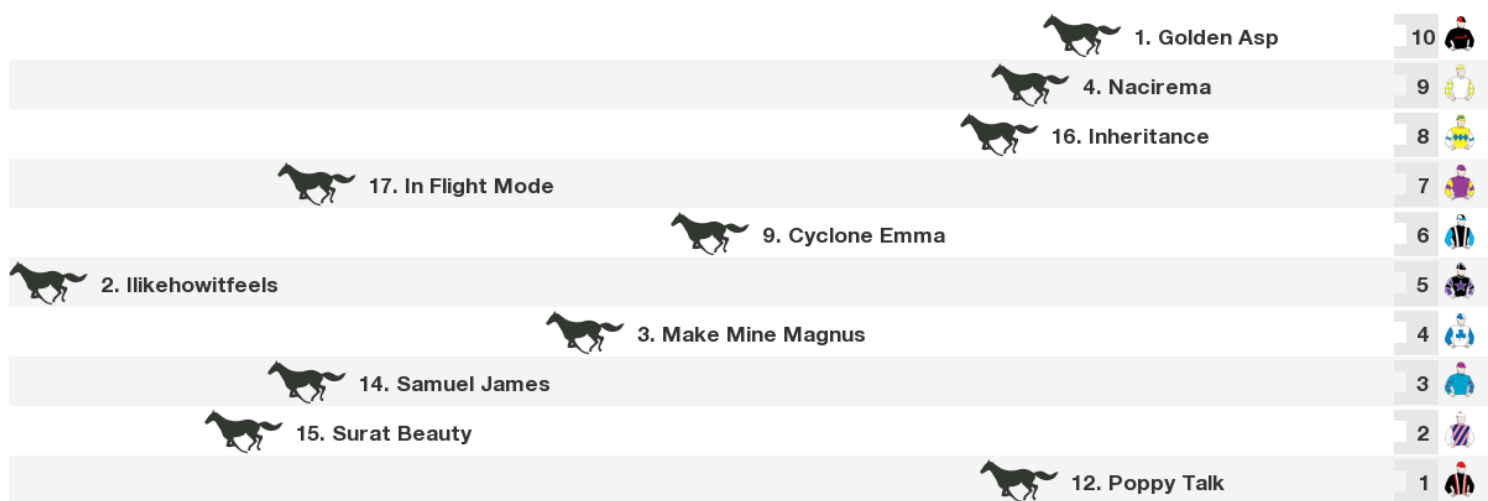 1. Golden Asp 10
4. Nacirema 9
16. Inheritance 8
17. In Flight Mode 7
9. Cyclone Emma 6
2. Ilikehowitfeels 5
3. Make Mine Magnus 4
14. Samuel James 3
15. Surat Beauty 2
12. Poppy Talk 1